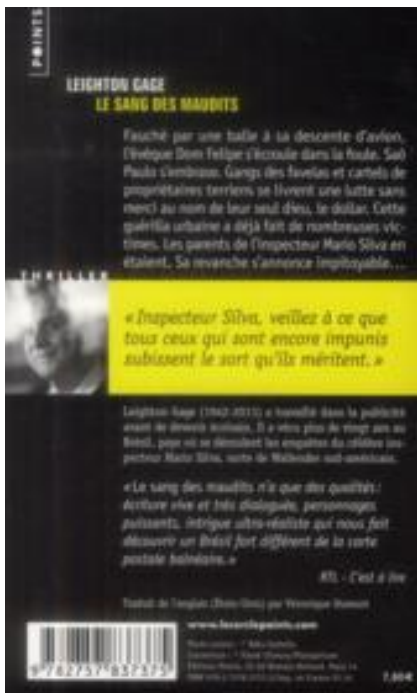 POINTS
LEIGHTON GAGE
LE SANG DES MAUDITS
Fauché par une balle à sa descente d'avion,
l'évêque Dom Felipe s'écroule dans la foule. Saõ
Paulo s'embrase. Gangs des favelas et cartels de
propriétaires terriens se livrent une lutte sans
merci au nom de leur seul dieu, le dollar. Cette
guérilla urbaine a déjà fait de nombreuses vic-
times. Les parents de l'inspecteur Mario Silva en
étaient. Sa revanche s'annonce impitoyable...
THRILLER
« Inspecteur Silva, veillez à ce que
tous ceux qui sont encore impunis
subissent le sort qu'ils méritent. »
Leighton Gage (1942-2013) a travaillé dans la publicité
avant de devenir écrivain. Il a vécu plus de vingt ans au
Brésil, pays où se déroulent les enquêtes du célèbre ins-
pecteur Mario Silva, sorte de Wallander sud-américain.
« Le sang des maudits n'a que des qualités :
écriture vive et très dialoguée, personnages
puissants, intrigue ultra-réaliste qui nous fait
découvrir un Brésil fort différent de la carte
postale balnéaire. »
RTL - C'est à lire
Traduit de l'anglais (États-Unis) par Véronique
www.lecerclepoints.com
9 782757 837375
7,80€